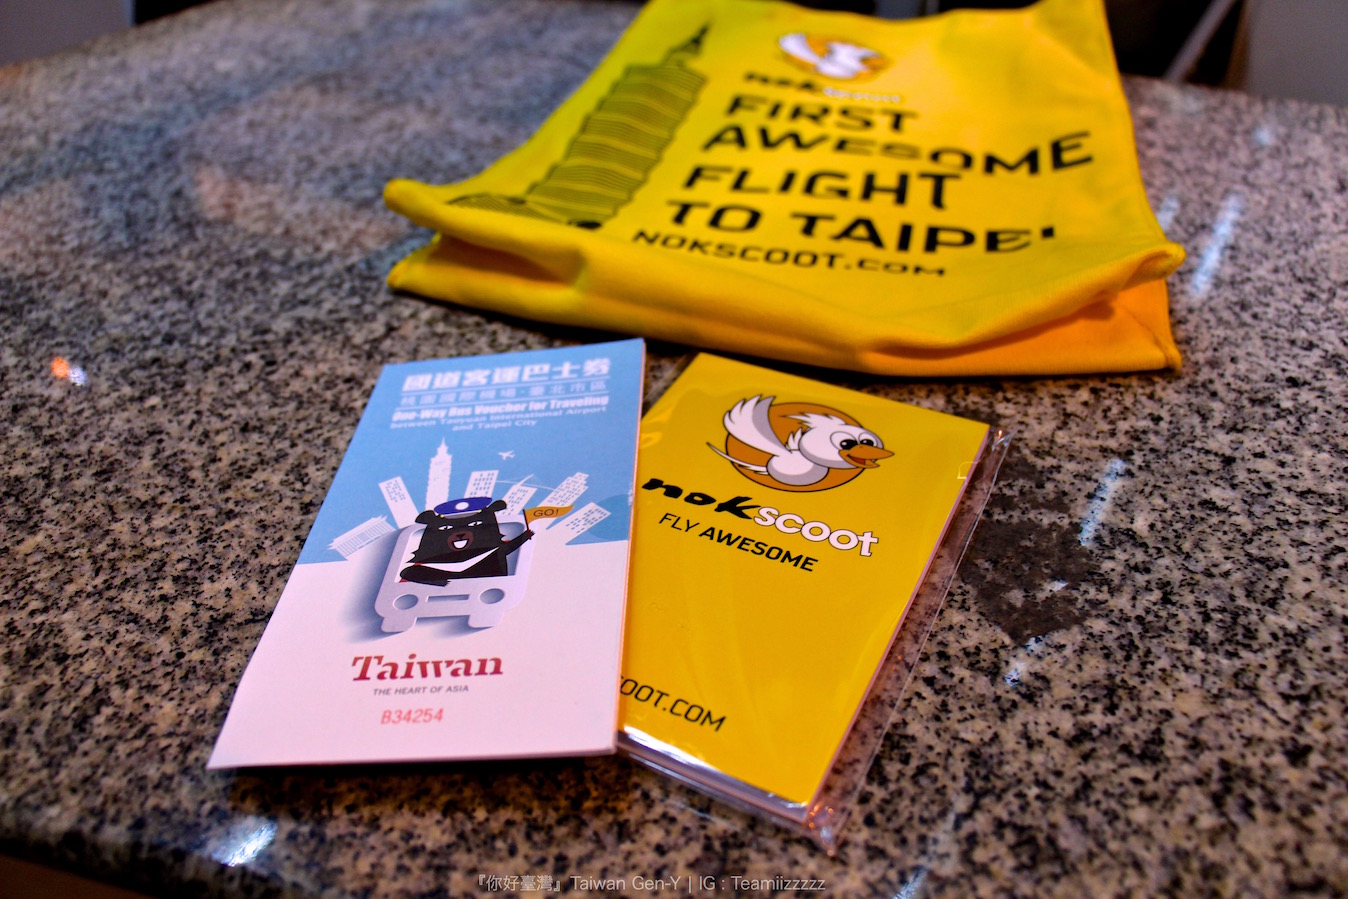 nokscoot
FIRST
AWESOME
FLIGHT
TO TAIPEI
NOKSCOOT.COM
國道客運巴士券
桃園國際機場-臺北市區
One-Way Bus Voucher for Traveling
between Taoyuan International Airport
and Taipei City
GO!
Taiwan
THE HEART OF ASIA
B34254
nokscoot
FLY AWESOME
OOT.COM
『你好臺灣』Taiwan Gen-Y | IG : Teamiizzzzz